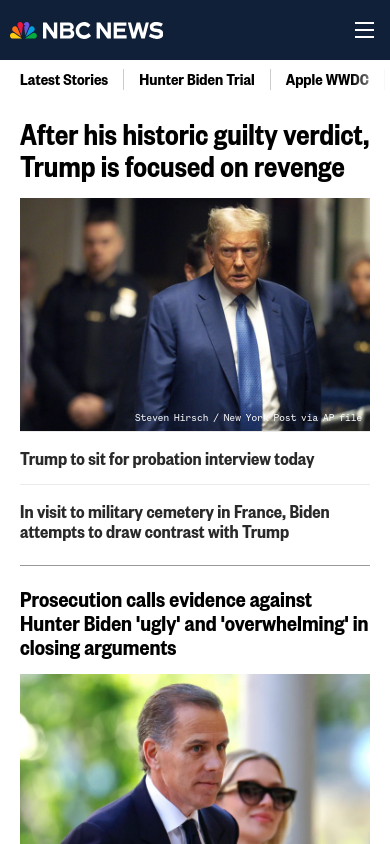 NBC NEWS
Latest Stories
Hunter Biden Trial
Apple WWDC
After his historic guilty verdict,
Trump is focused on revenge
Steven Hirsch / New York Post via AP file
Trump to sit for probation interview today
In visit to military cemetery in France, Biden
attempts to draw contrast with Trump
Prosecution calls evidence against
Hunter Biden 'ugly' and 'overwhelming' in
closing arguments